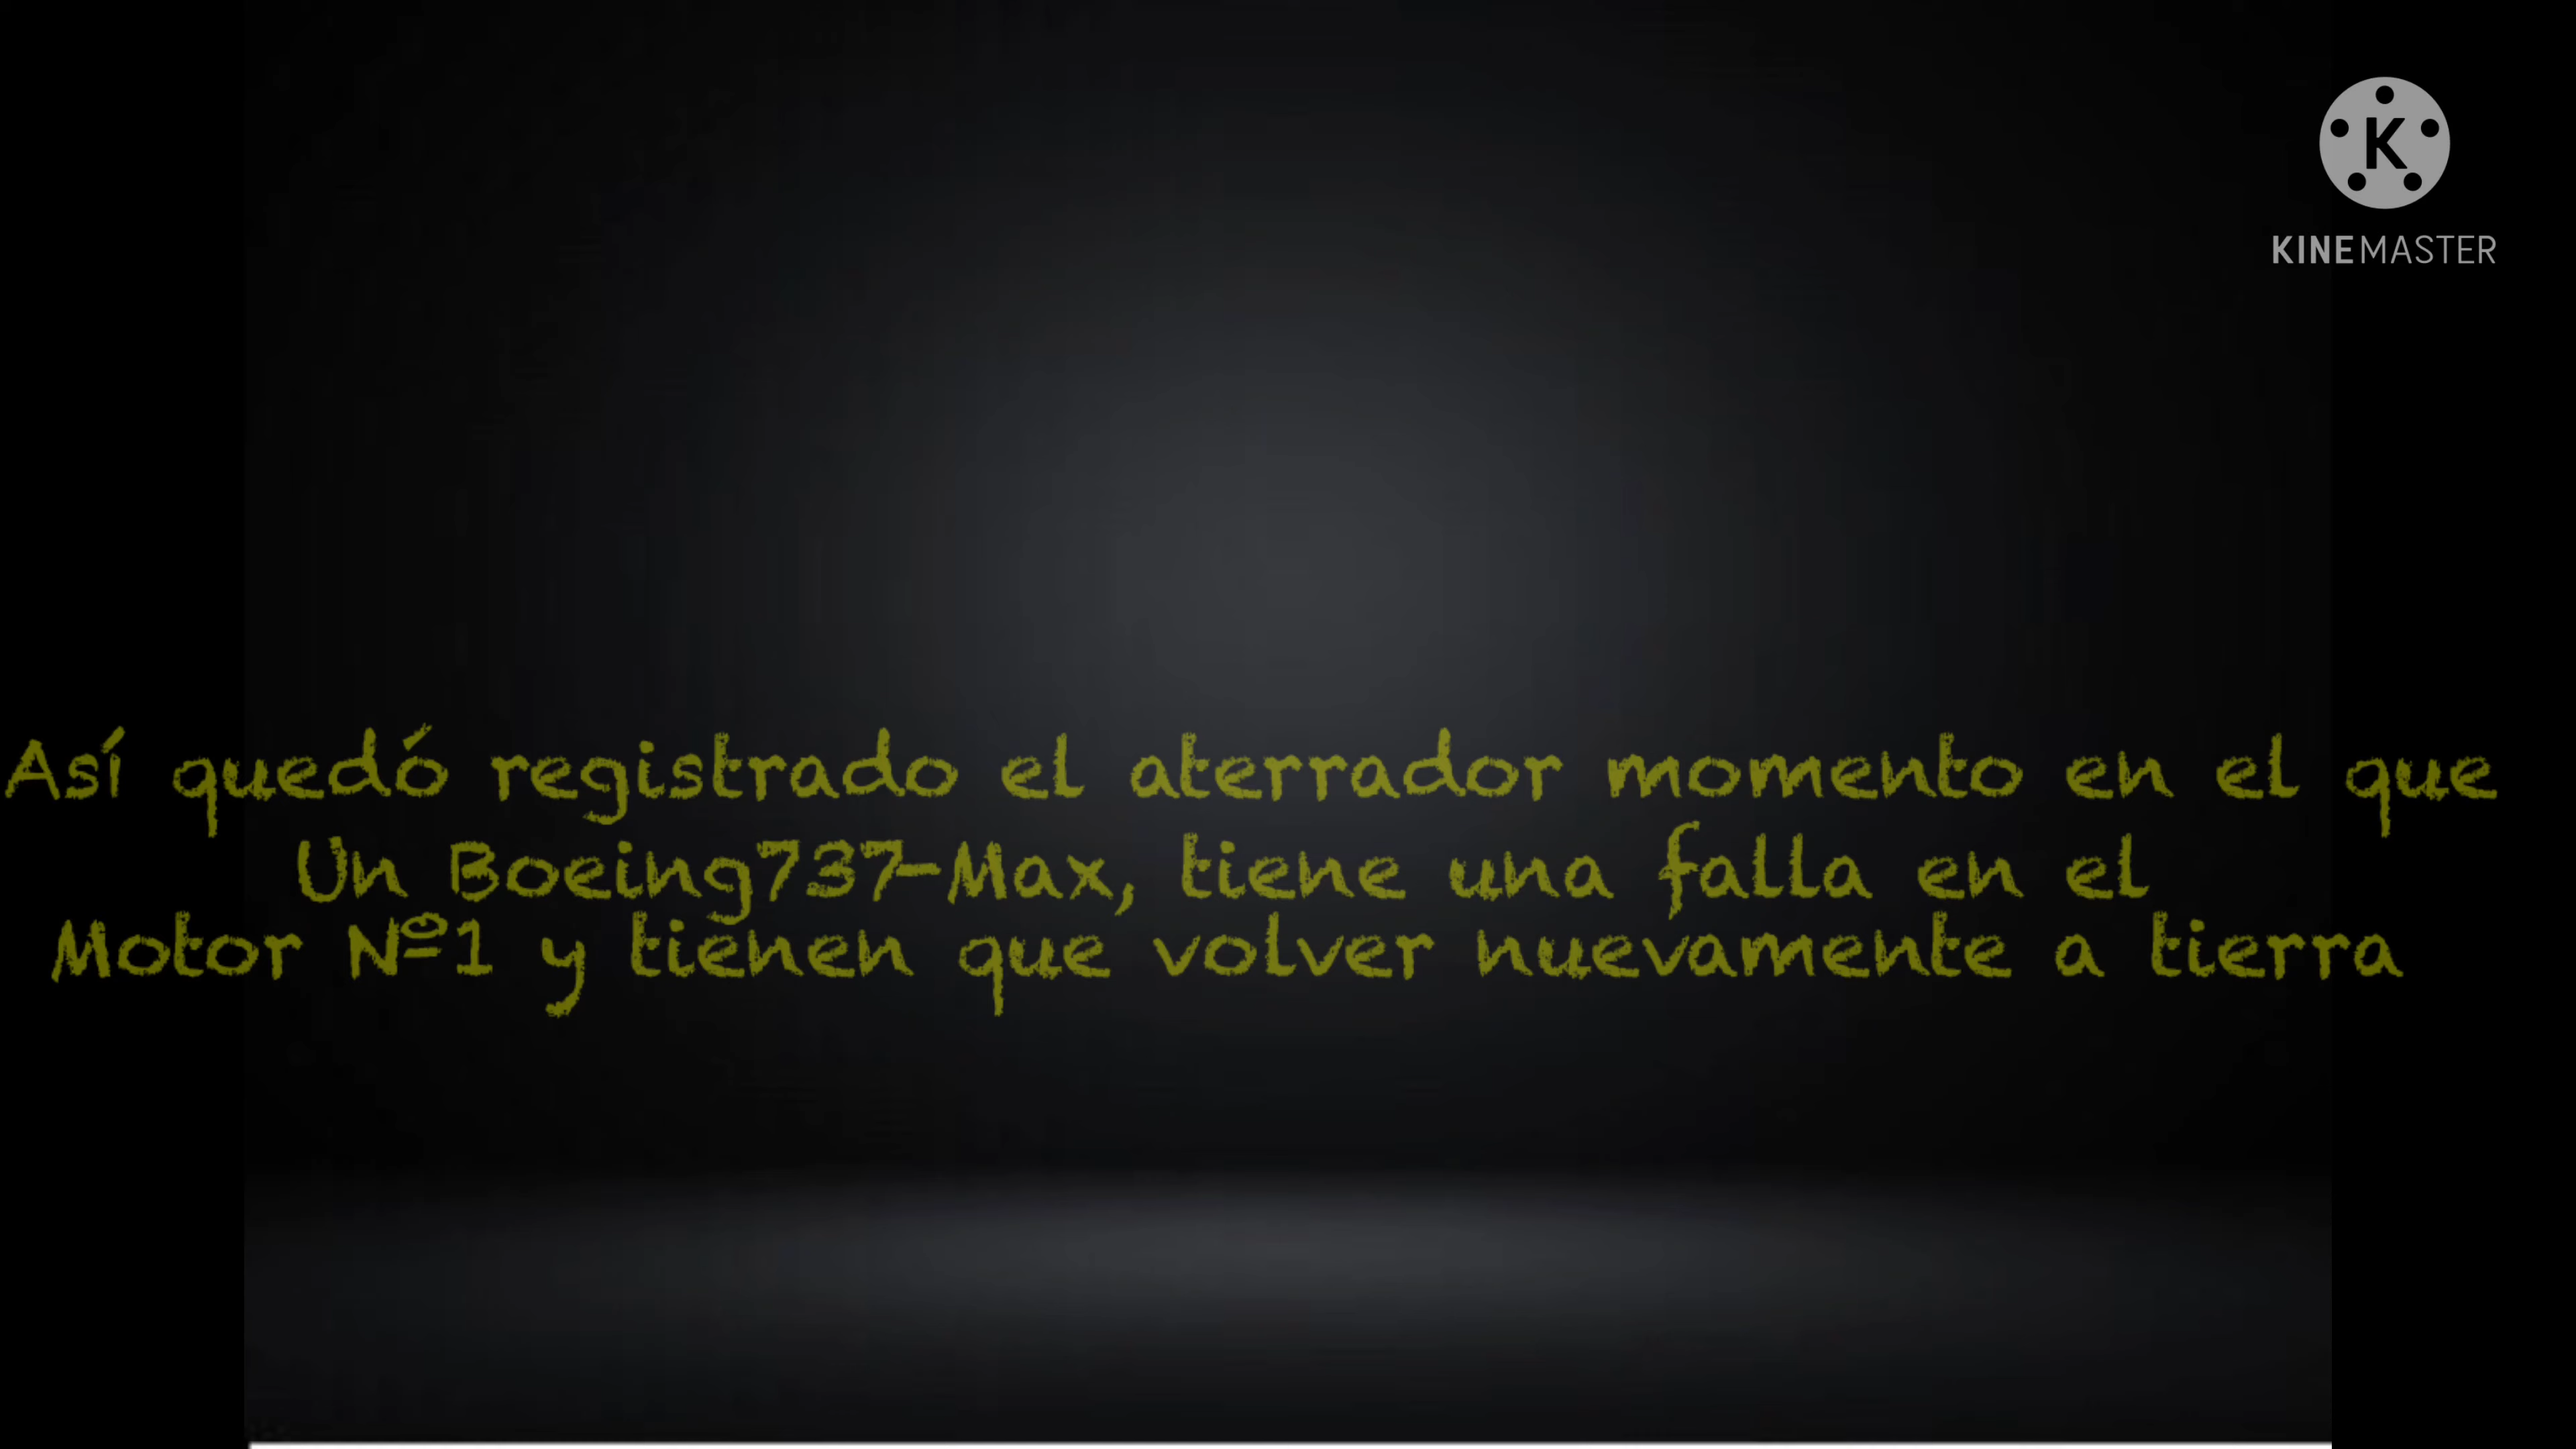 K
KINEMASTER
Así quedó registrado el aterrador momento en el que
Un Boeing737-Max, tiene una falla en el
Motor Nº1 y tienen que volver nuevamente a tierra